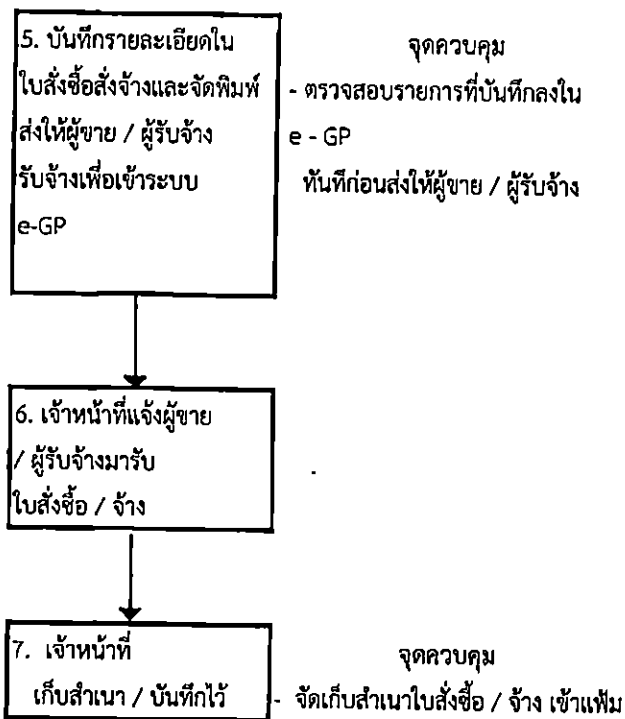 5. บันทึกรายละเอียดใน
ใบสั่งซื้อสั่งจ้างและจัดพิมพ์
ส่งให้ผู้ขาย / ผู้รับจ้าง
รับจ้างเพื่อเข้าระบบ
e-GP
จุดควบคุม
- ตรวจสอบรายการที่บันทึกลงใน
e - GP
ทันทีก่อนส่งให้ผู้ขาย / ผู้รับจ้าง
6. เจ้าหน้าที่แจ้งผู้ขาย
/ ผู้รับจ้างมารับ
ใบสั่งซื้อ / จ้าง
7. เจ้าหน้าที่
เก็บสำเนา / บันทึกไว้
จุดควบคุม
- จัดเก็บสำเนาใบสั่งซื้อ / จ้าง เข้าแฟ้ม